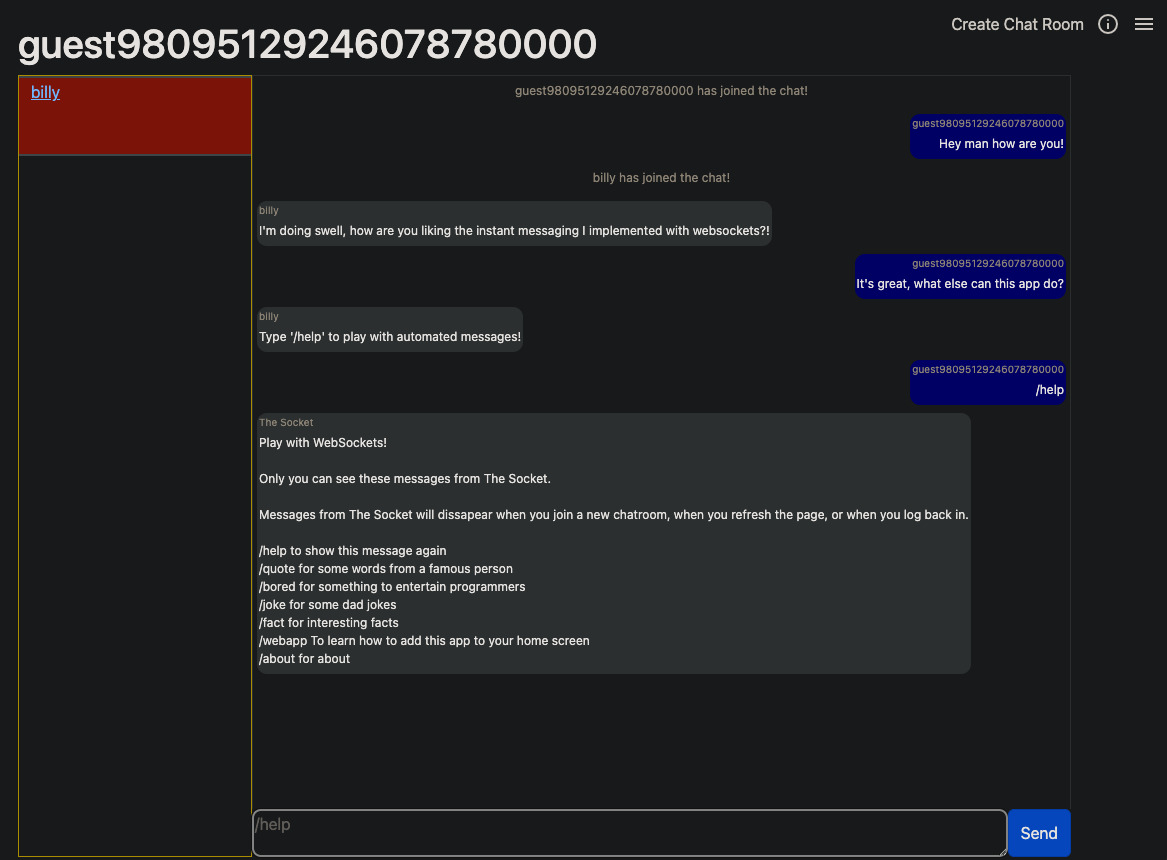 Create Chat Room
guest98095129246078780000
billy
guest98095129246078780000 has joined the chat!
guest98095129246078780000
Hey man how are you!
billy has joined the chat!
billy
I'm doing swell, how are you liking the instant messaging I implemented with websockets?!
guest98095129246078780000
It's great, what else can this app do?
billy
Type '/help' to play with automated messages!
guest98095129246078780000
/help
The Socket
Play with WebSockets!
Only you can see these messages from The Socket.
Messages from The Socket will dissapear when you join a new chatroom, when you refresh the page, or when you log back in.
/help to show this message again
/quote for some words from a famous person
/bored for something to entertain programmers
/joke for some dad jokes
/fact for interesting facts
/webapp To learn how to add this app to your home screen
/about for about
/help
Send